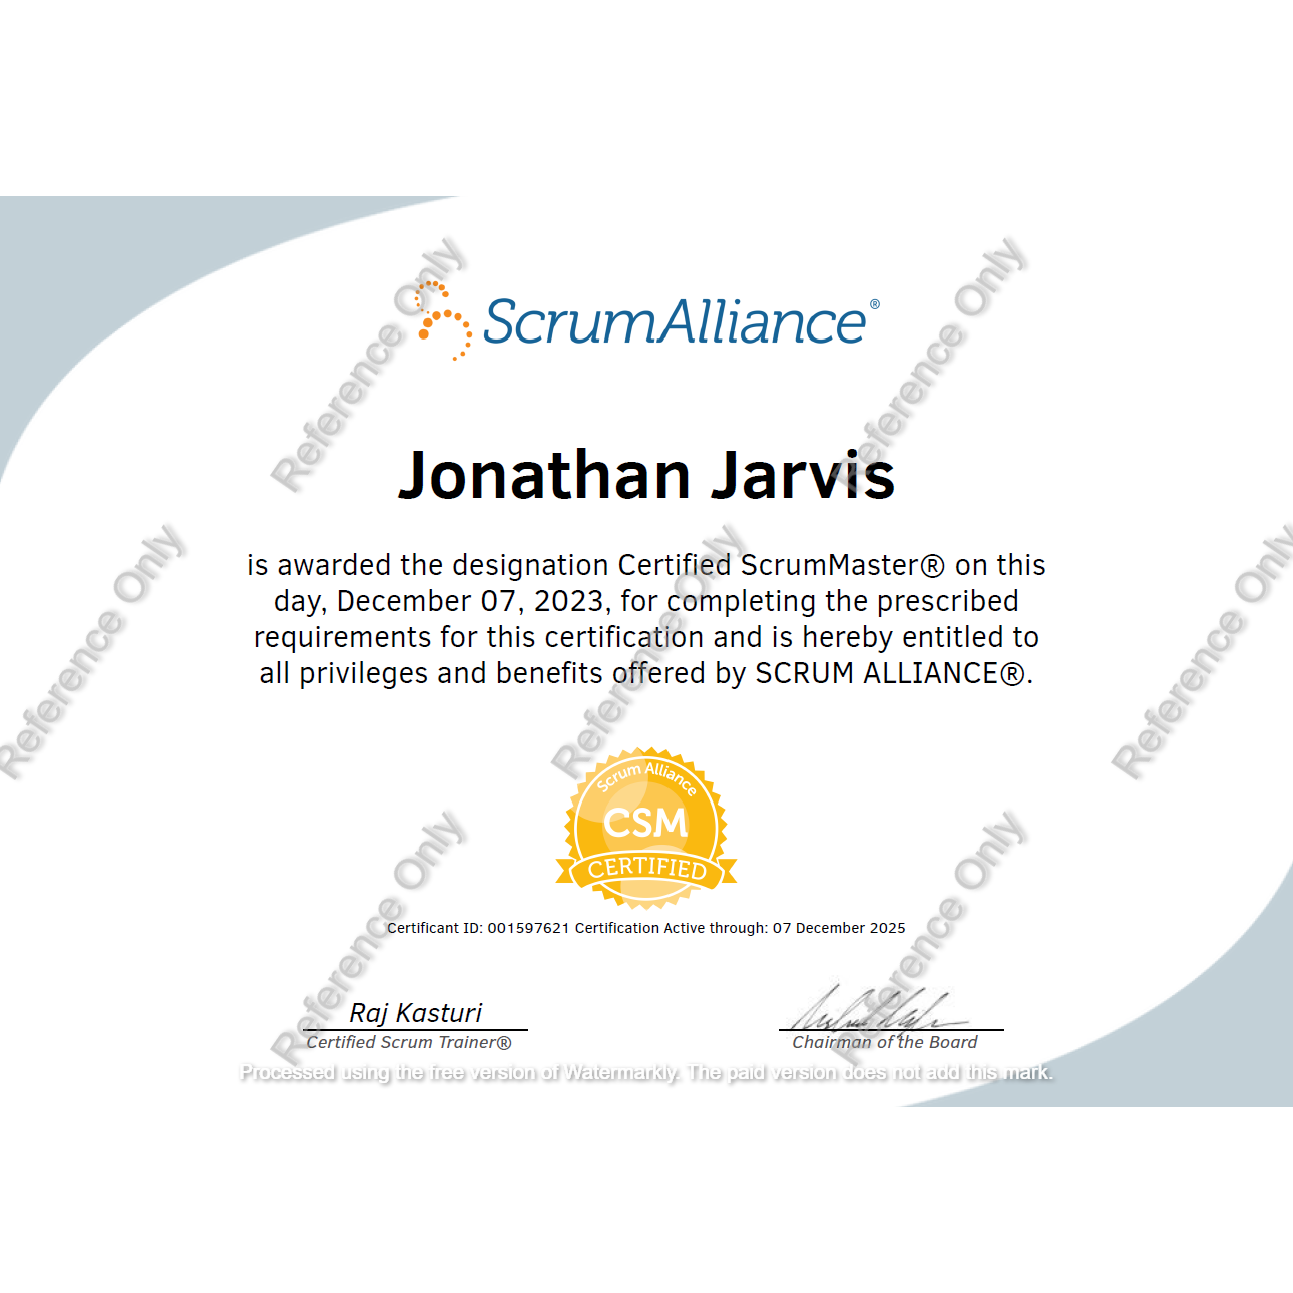 ScrumAlliance®
Jonathan Jarvis
is awarded the designation Certified ScrumMaster® on this
day, December 07, 2023, for completing the prescribed
requirements for this certification and is hereby entitled to
all privileges and benefits offered by SCRUM ALLIANCE®.
Scrum Alliance
CSM
CERTIFIED
Certificant ID: 001597621 Certification Active through: 07 December 2025
Raj Kasturi
Certified Scrum Trainer®
Chairman of the Board
Processed using the free version of Watermarkly. The paid version does not add this mark.
Reference Only
Reference Only
Reference Only
Reference Only
Reference Only
Reference Only
Reference Only